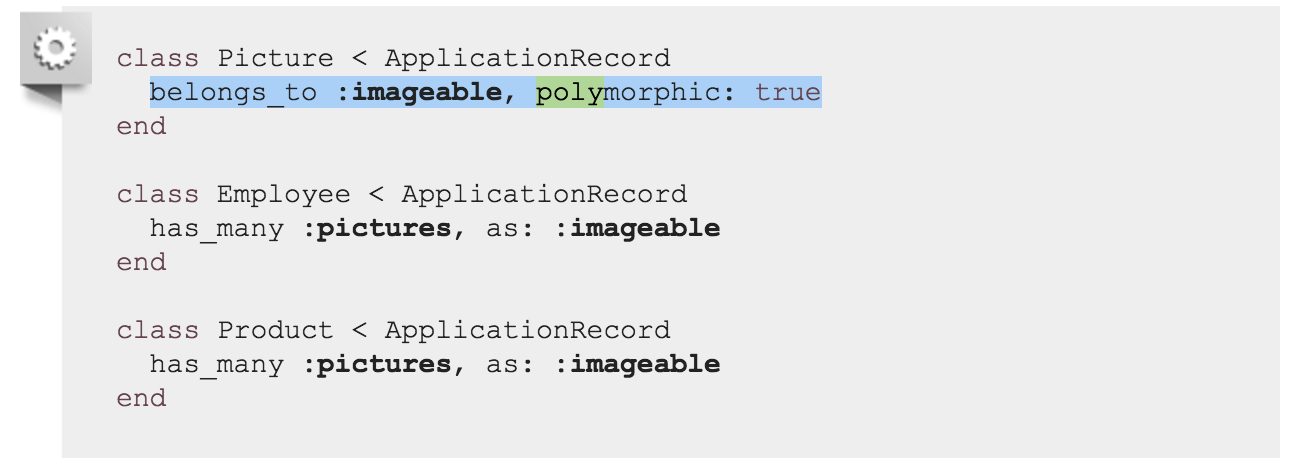 class Picture < ApplicationRecord
  belongs_to :imageable, polymorphic: true
end
class Employee < ApplicationRecord
  has_many :pictures, as: :imageable
end
class Product < ApplicationRecord
  has_many :pictures, as: :imageable
end